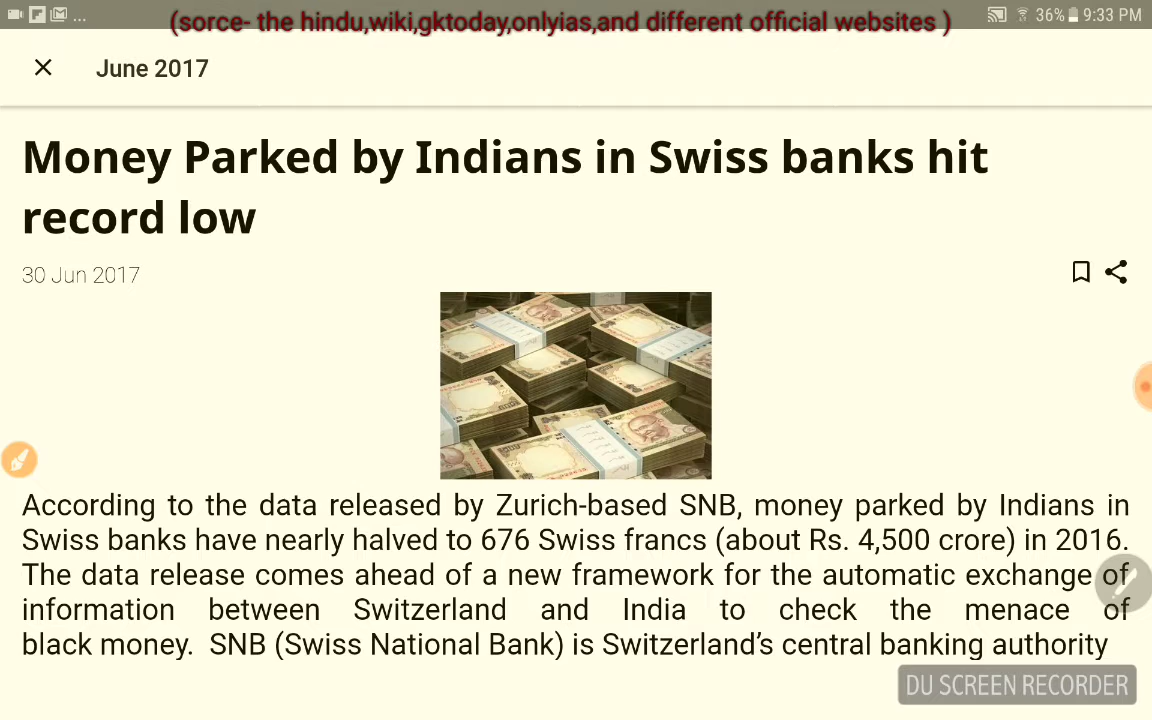 (sorce- the hindu,wiki,gktoday,onlyias,and different official websites )
... 36% 9:33 PM
× June 2017
Money Parked by Indians in Swiss banks hit
record low
30 Jun 2017
According to the data released by Zurich-based SNB, money parked by Indians in
Swiss banks have nearly halved to 676 Swiss francs (about Rs. 4,500 crore) in 2016.
The data release comes ahead of a new framework for the automatic exchange of
information between Switzerland and India to check the menace of
black money. SNB (Swiss National Bank) is Switzerland’s central banking authority
DU SCREEN RECORDER